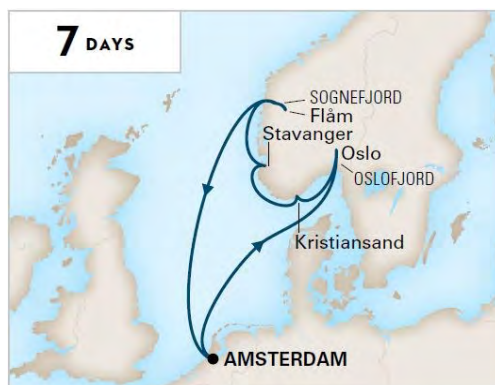 7 DAYS
SOGNEFJORD
Flåm
Stavanger
Oslo
OSLOFJORD
Kristiansand
AMSTERDAM